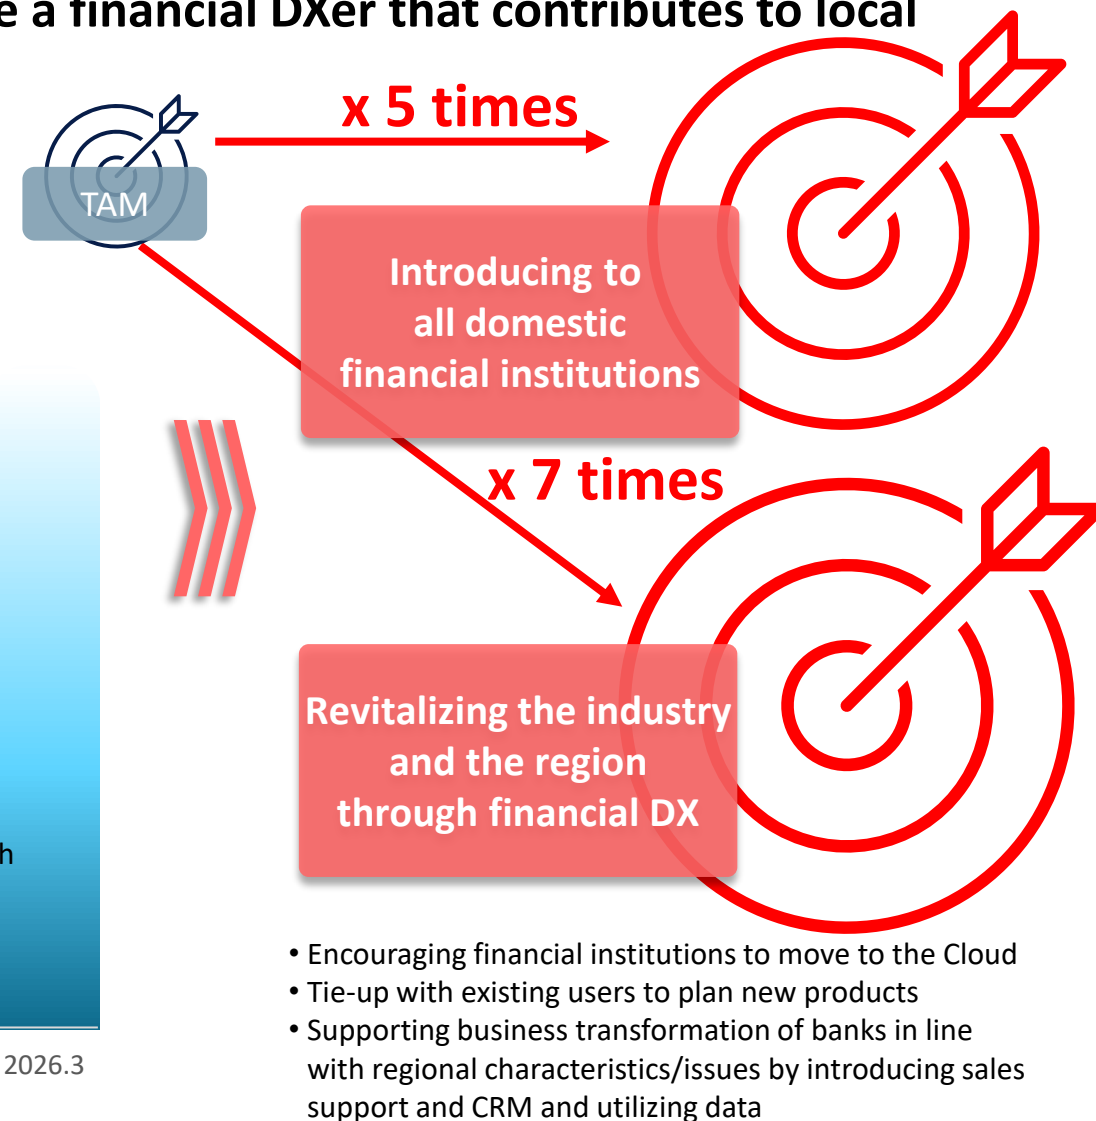 e a financial DXer that contributes to local
x 5 times
TAM
Introducing to
all domestic
financial institutions
x 7 times
Revitalizing the industry
and the region
through financial DX
h
2026.3
• Encouraging financial institutions to move to the Cloud
• Tie-up with existing users to plan new products
• Supporting business transformation of banks in line
with regional characteristics/issues by introducing sales
support and CRM and utilizing data